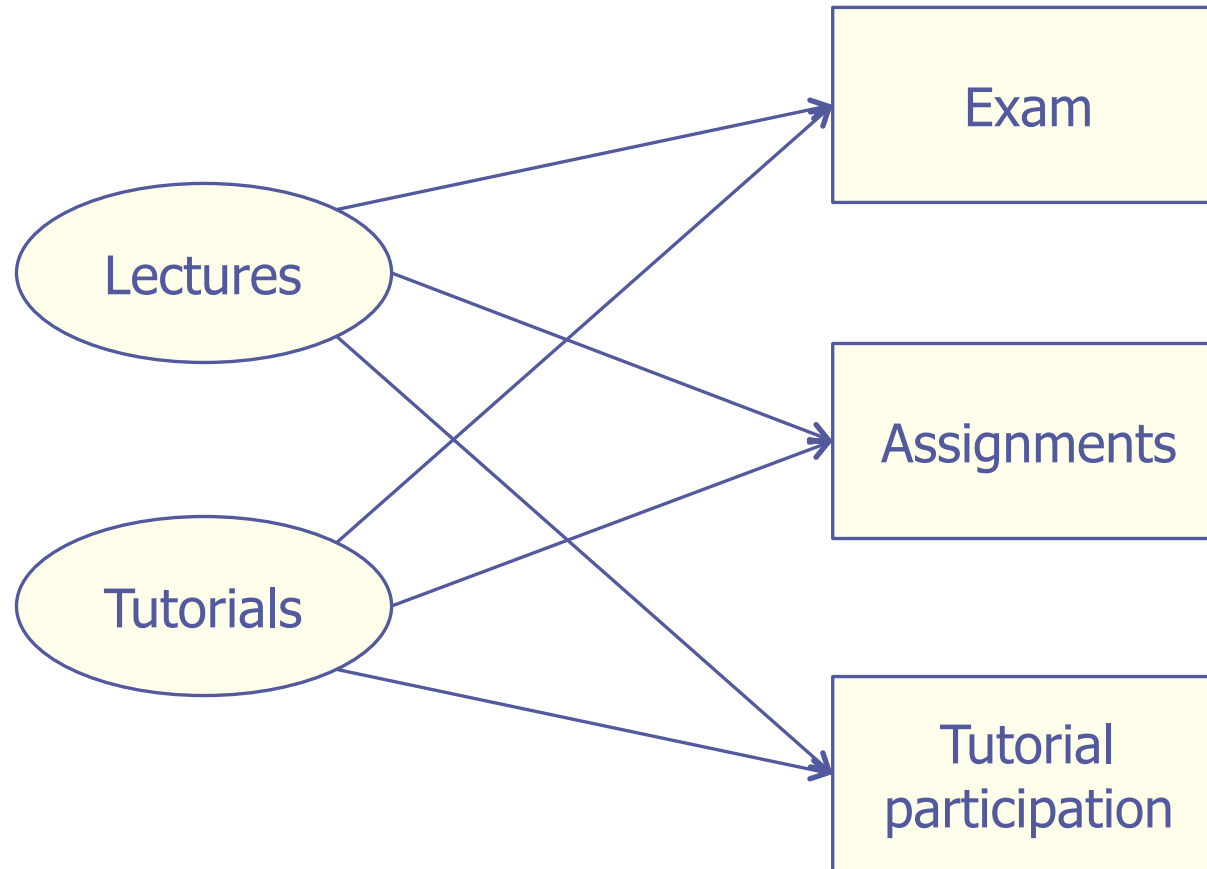 Exam
Lectures
Assignments
Tutorials
Tutorial
participation